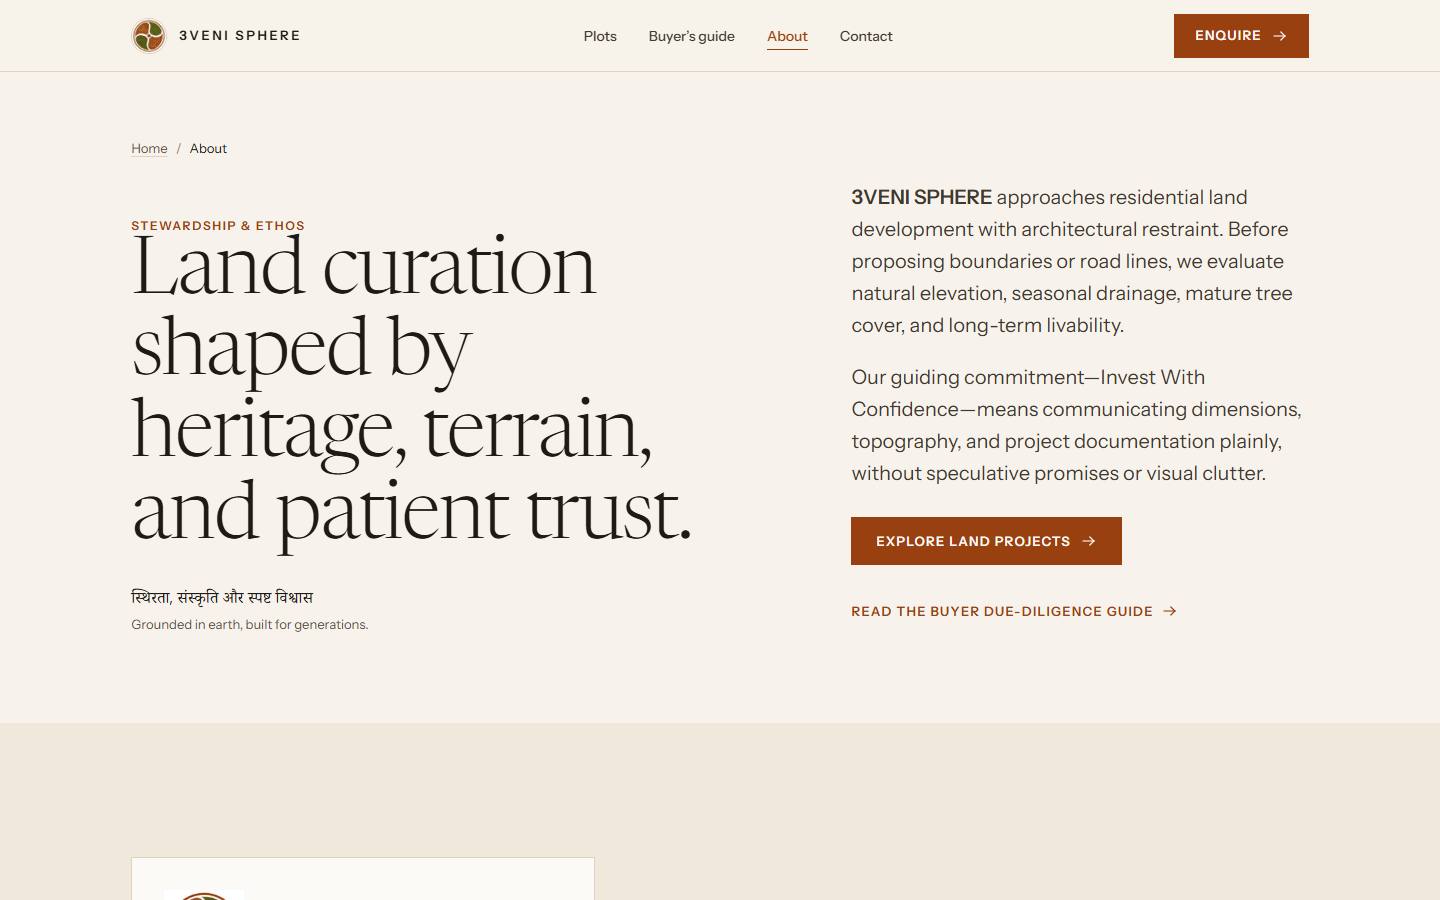 3VENI SPHERE
Plots
Buyer’s guide
About
Contact
ENQUIRE →
Home / About
STEWARDSHIP & ETHOS
Land curation
shaped by
heritage, terrain,
and patient trust.
स्थिरता, संस्कृति और स्पष्ट विश्वास
Grounded in earth, built for generations.
3VENI SPHERE approaches residential land
development with architectural restraint. Before
proposing boundaries or road lines, we evaluate
natural elevation, seasonal drainage, mature tree
cover, and long-term livability.
Our guiding commitment—Invest With
Confidence—means communicating dimensions,
topography, and project documentation plainly,
without speculative promises or visual clutter.
EXPLORE LAND PROJECTS →
READ THE BUYER DUE-DILIGENCE GUIDE →